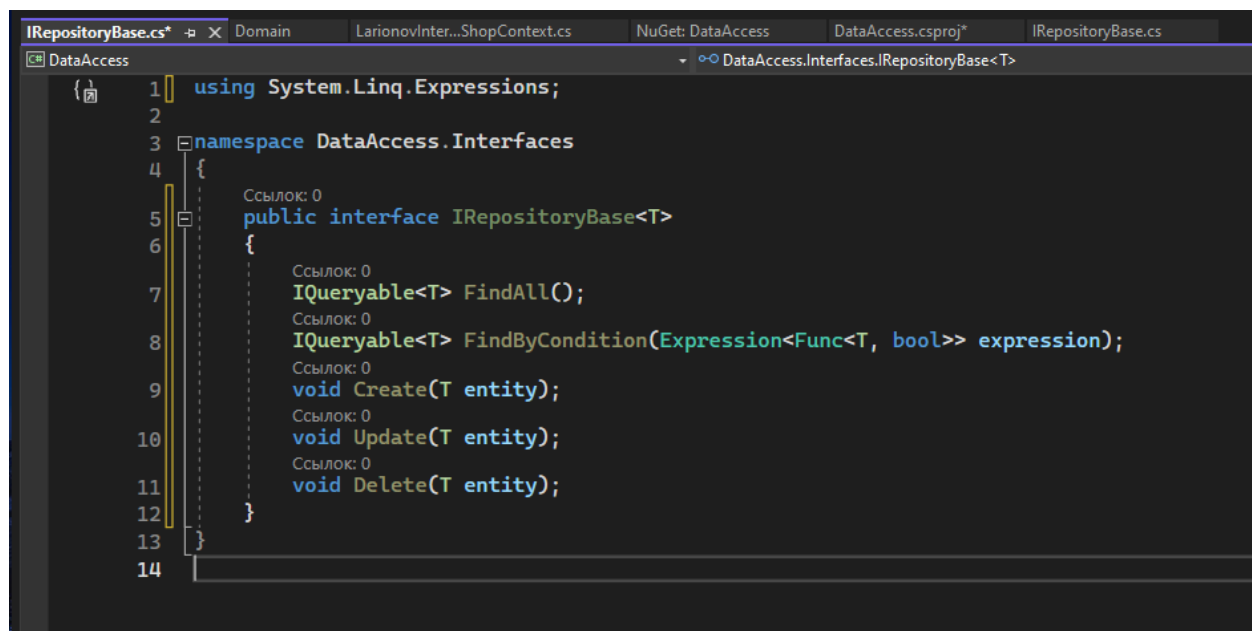 IRepositoryBase.cs* Domain LarionovInter...ShopContext.cs NuGet: DataAccess DataAccess.csproj* IRepositoryBase.cs
C# DataAccess DataAccess.Interfaces.IRepositoryBase<T>
1 using System.Linq.Expressions;
2
3 namespace DataAccess.Interfaces
4 {
Ссылок: 0
5 public interface IRepositoryBase<T>
6 {
Ссылок: 0
7 IQueryable<T> FindAll();
Ссылок: 0
8 IQueryable<T> FindByCondition(Expression<Func<T, bool>> expression);
Ссылок: 0
9 void Create(T entity);
Ссылок: 0
10 void Update(T entity);
Ссылок: 0
11 void Delete(T entity);
12 }
13 }
14